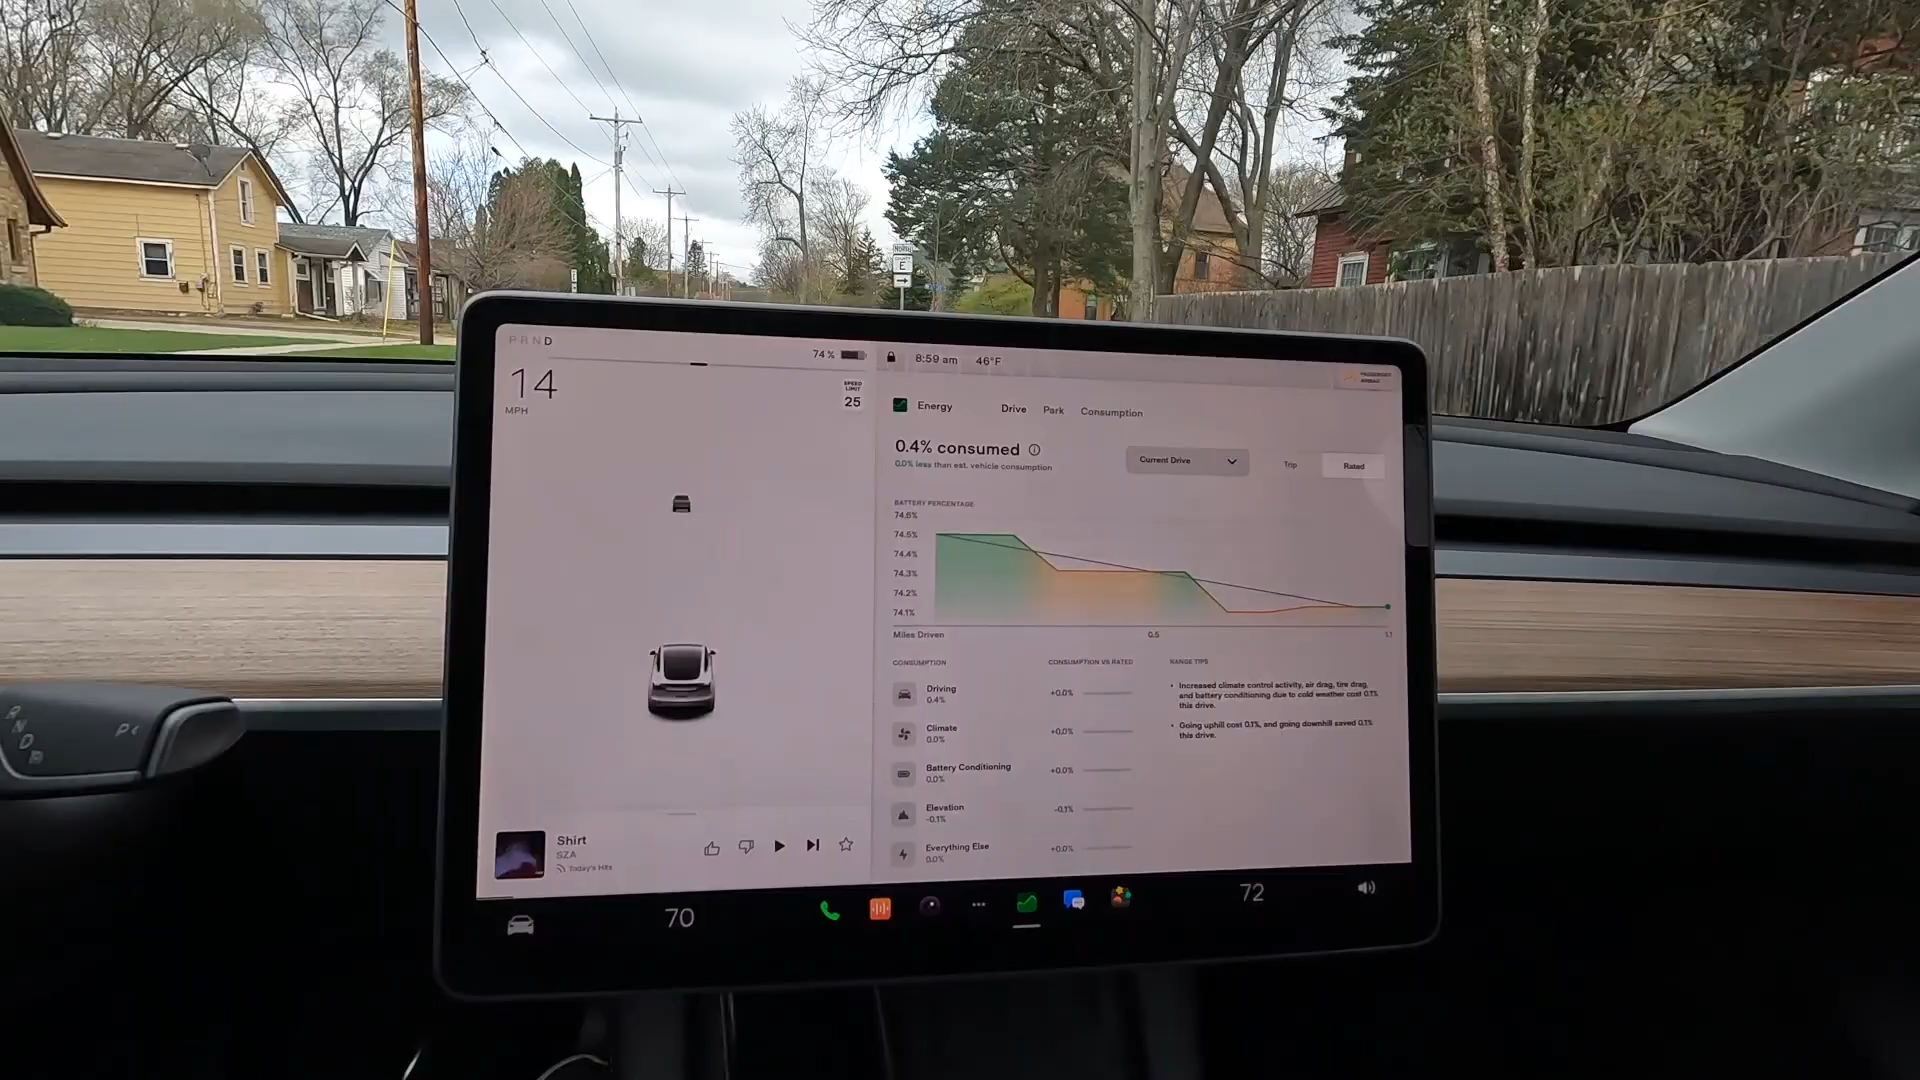 NORTH
COUNTY
E
P R N D
74 %
14
MPH
SPEED
LIMIT
25
8:59 am
46°F
PASSENGER
AIRBAG
Energy
Drive
Park
Consumption
0.4% consumed
0.0% less than est. vehicle consumption
Current Drive
Trip
Rated
BATTERY PERCENTAGE
74.6%
74.5%
74.4%
74.3%
74.2%
74.1%
Miles Driven
0.5
1.1
CONSUMPTION
CONSUMPTION VS RATED
RANGE TIPS
Driving
0.4%
+0.0%
Climate
0.0%
+0.0%
Battery Conditioning
0.0%
+0.0%
Elevation
-0.1%
-0.1%
Everything Else
0.0%
+0.0%
• Increased climate control activity, air drag, tire drag,
and battery conditioning due to cold weather cost 0.1%
this drive.
• Going uphill cost 0.1%, and going downhill saved 0.1%
this drive.
Shirt
SZA
Today's Hits
70
72
R
N
D
P